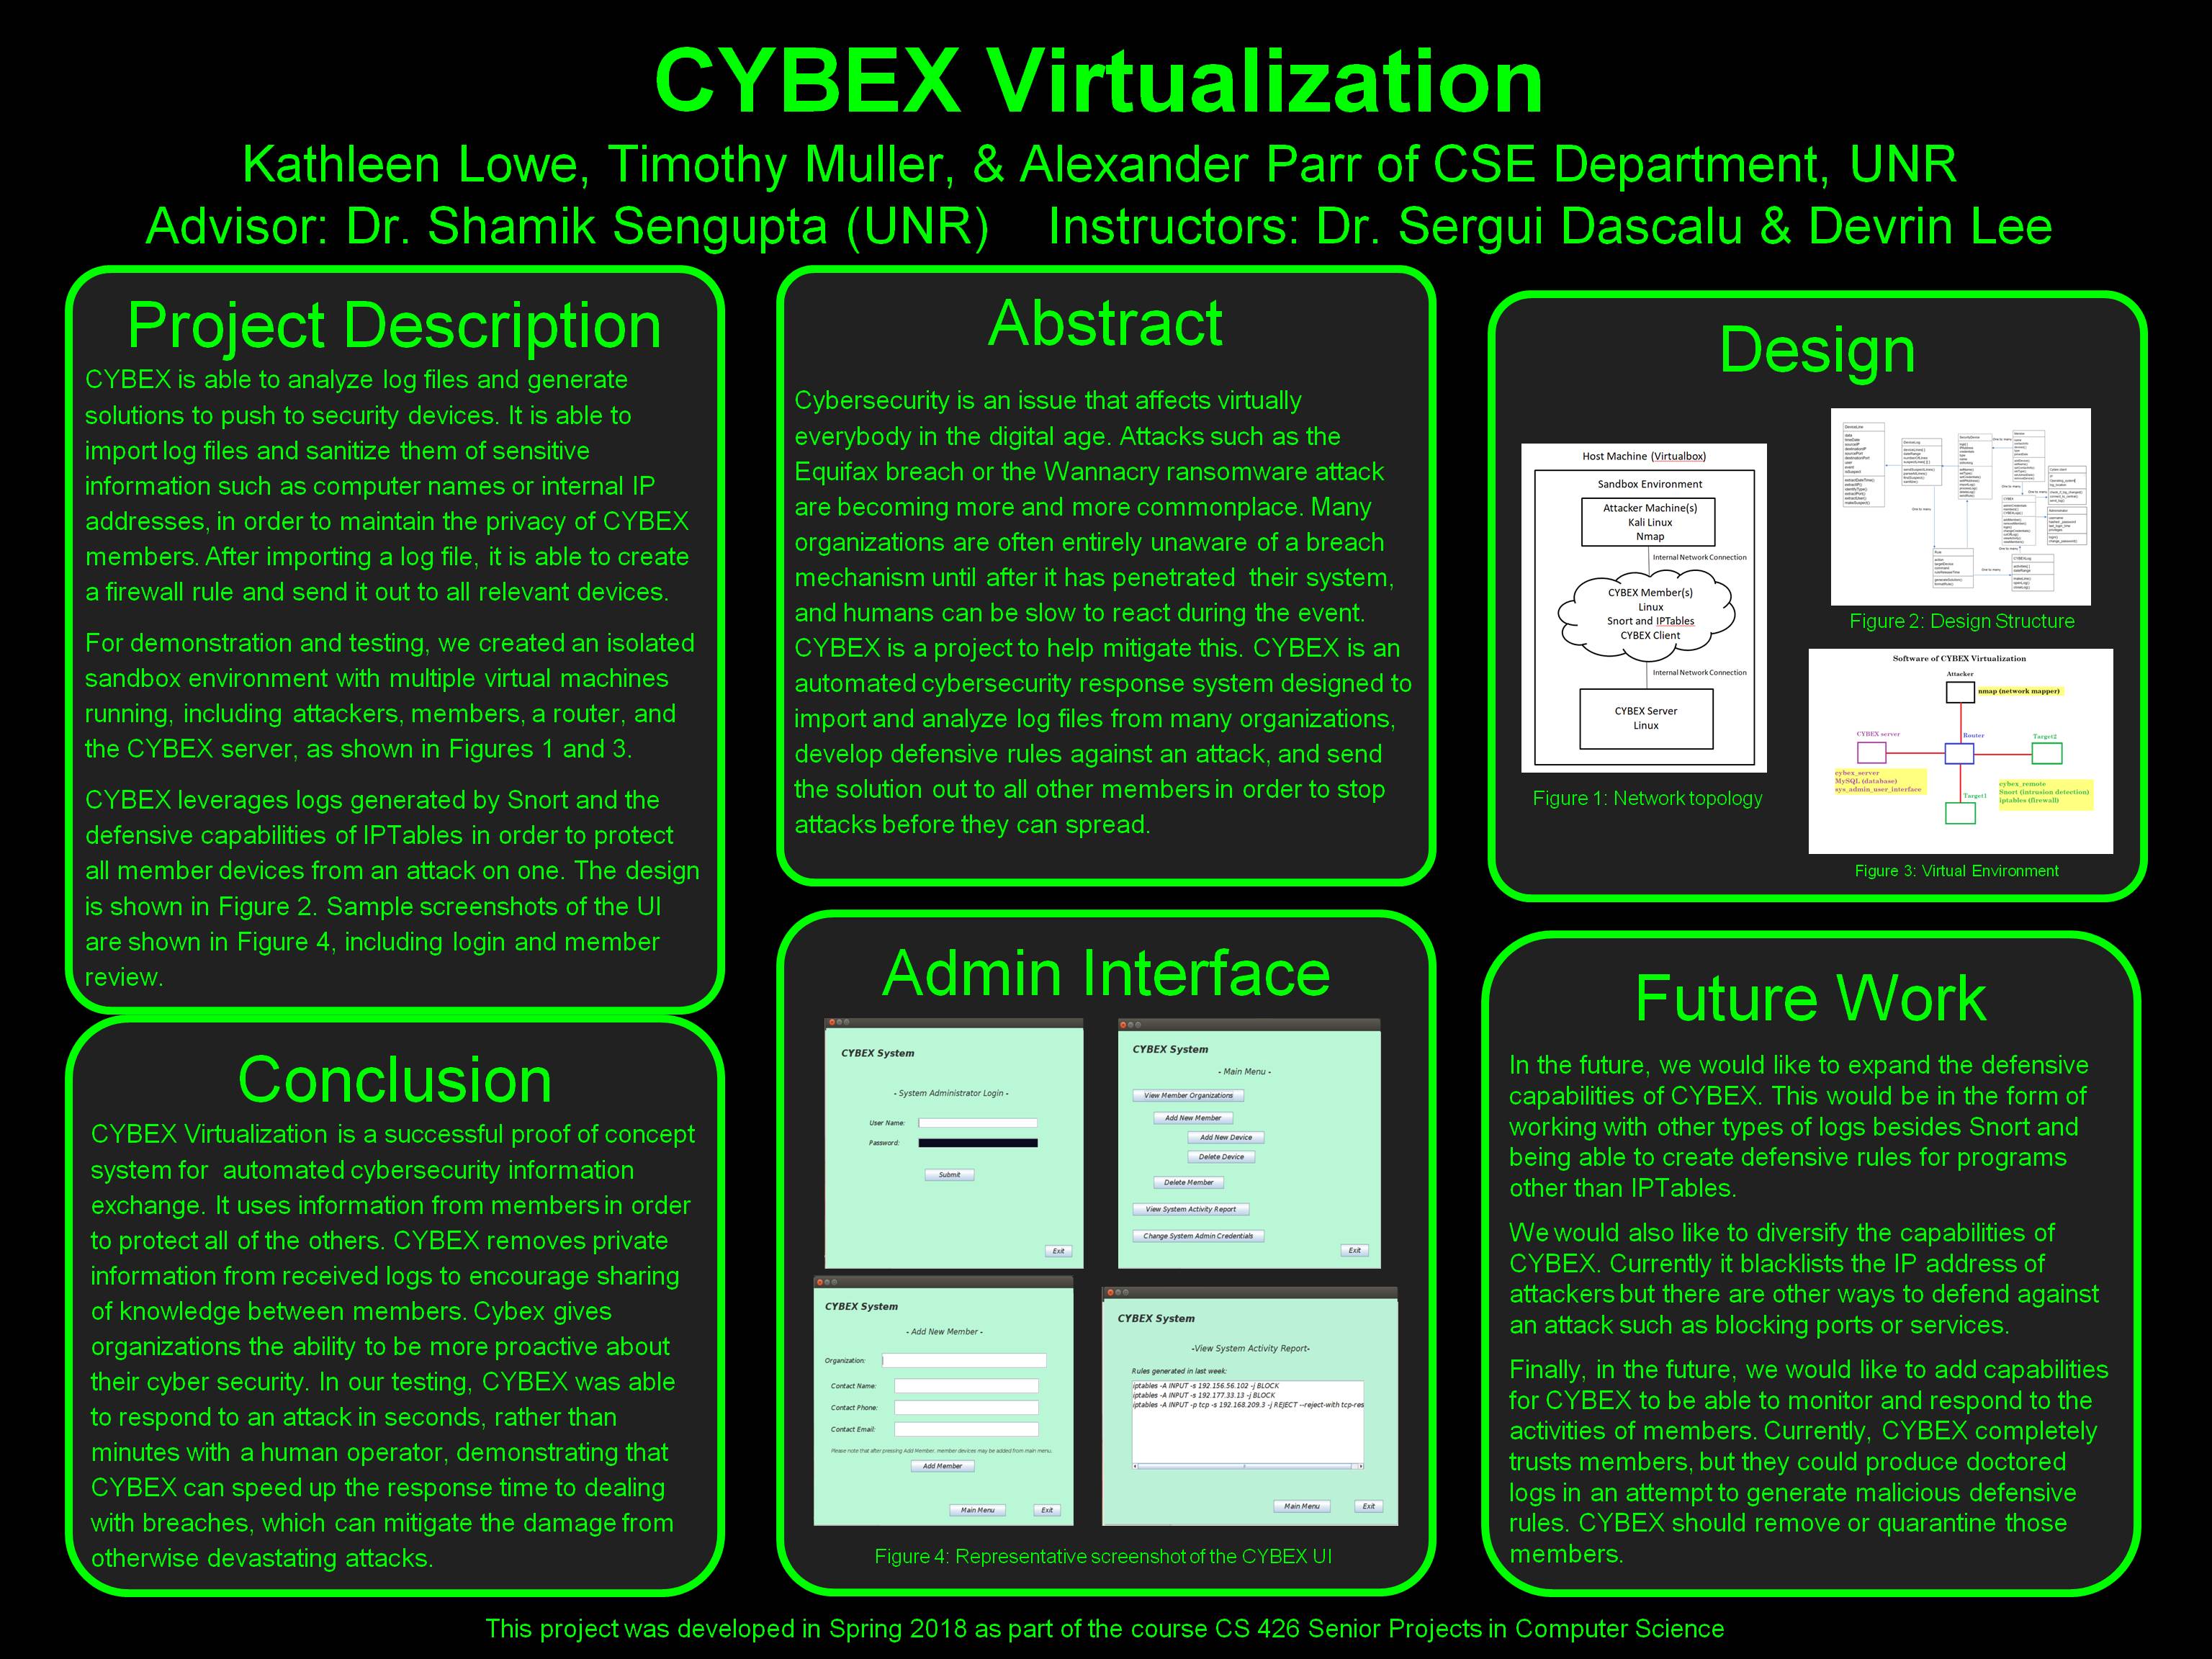 CYBEX Virtualization
Kathleen Lowe, Timothy Muller, & Alexander Parr of CSE Department, UNR
Advisor: Dr. Shamik Sengupta (UNR) Instructors: Dr. Sergui Dascalu & Devrin Lee
Project Description
CYBEX is able to analyze log files and generate
solutions to push to security devices. It is able to
import log files and sanitize them of sensitive
information such as computer names or internal IP
addresses, in order to maintain the privacy of CYBEX
members. After importing a log file, it is able to create
a firewall rule and send it out to all relevant devices.
For demonstration and testing, we created an isolated
sandbox environment with multiple virtual machines
running, including attackers, members, a router, and
the CYBEX server, as shown in Figures 1 and 3.
CYBEX leverages logs generated by Snort and the
defensive capabilities of IPTables in order to protect
all member devices from an attack on one. The design
is shown in Figure 2. Sample screenshots of the UI
are shown in Figure 4, including login and member
review.
Conclusion
CYBEX Virtualization is a successful proof of concept
system for automated cybersecurity information
exchange. It uses information from members in order
to protect all of the others. CYBEX removes private
information from received logs to encourage sharing
of knowledge between members. Cybex gives
organizations the ability to be more proactive about
their cyber security. In our testing, CYBEX was able
to respond to an attack in seconds, rather than
minutes with a human operator, demonstrating that
CYBEX can speed up the response time to dealing
with breaches, which can mitigate the damage from
otherwise devastating attacks.
Abstract
Cybersecurity is an issue that affects virtually
everybody in the digital age. Attacks such as the
Equifax breach or the Wannacry ransomware attack
are becoming more and more commonplace. Many
organizations are often entirely unaware of a breach
mechanism until after it has penetrated their system,
and humans can be slow to react during the event.
CYBEX is a project to help mitigate this. CYBEX is an
automated cybersecurity response system designed to
import and analyze log files from many organizations,
develop defensive rules against an attack, and send
the solution out to all other members in order to stop
attacks before they can spread.
Admin Interface
CYBEX System
- System Administrator Login -
User Name:
Password:
Submit
Exit
CYBEX System
- Main Menu -
View Member Organizations
Add New Member
Add New Device
Delete Device
Delete Member
View System Activity Report
Change System Admin Credentials
Exit
CYBEX System
- Add New Member -
Organization:
Contact Name:
Contact Phone:
Contact Email:
Please note that after pressing Add Member, member devices may be added from main menu.
Add Member
Main Menu
Exit
CYBEX System
-View System Activity Report-
Rules generated in last week:
iptables -A INPUT -s 192.156.56.102 -j BLOCK
iptables -A INPUT -s 192.177.33.13 -j BLOCK
iptables -A INPUT -p tcp -s 192.168.209.3 -j REJECT --reject-with tcp-res
Main Menu
Exit
Figure 4: Representative screenshot of the CYBEX UI
Design
Host Machine (Virtualbox)
Sandbox Environment
Attacker Machine(s)
Kali Linux
Nmap
Internal Network Connection
CYBEX Member(s)
Linux
Snort and IPTables
CYBEX Client
Internal Network Connection
CYBEX Server
Linux
Figure 1: Network topology
Figure 2: Design Structure
Software of CYBEX Virtualization
Attacker
nmap (network mapper)
CYBEX server
Router
Target2
cybex_server
MySQL (database)
sys_admin_user_interface
cybex_remote
Snort (intrusion detection)
iptables (firewall)
Target1
Figure 3: Virtual Environment
Future Work
In the future, we would like to expand the defensive
capabilities of CYBEX. This would be in the form of
working with other types of logs besides Snort and
being able to create defensive rules for programs
other than IPTables.
We would also like to diversify the capabilities of
CYBEX. Currently it blacklists the IP address of
attackers but there are other ways to defend against
an attack such as blocking ports or services.
Finally, in the future, we would like to add capabilities
for CYBEX to be able to monitor and respond to the
activities of members. Currently, CYBEX completely
trusts members, but they could produce doctored
logs in an attempt to generate malicious defensive
rules. CYBEX should remove or quarantine those
members.
This project was developed in Spring 2018 as part of the course CS 426 Senior Projects in Computer Science